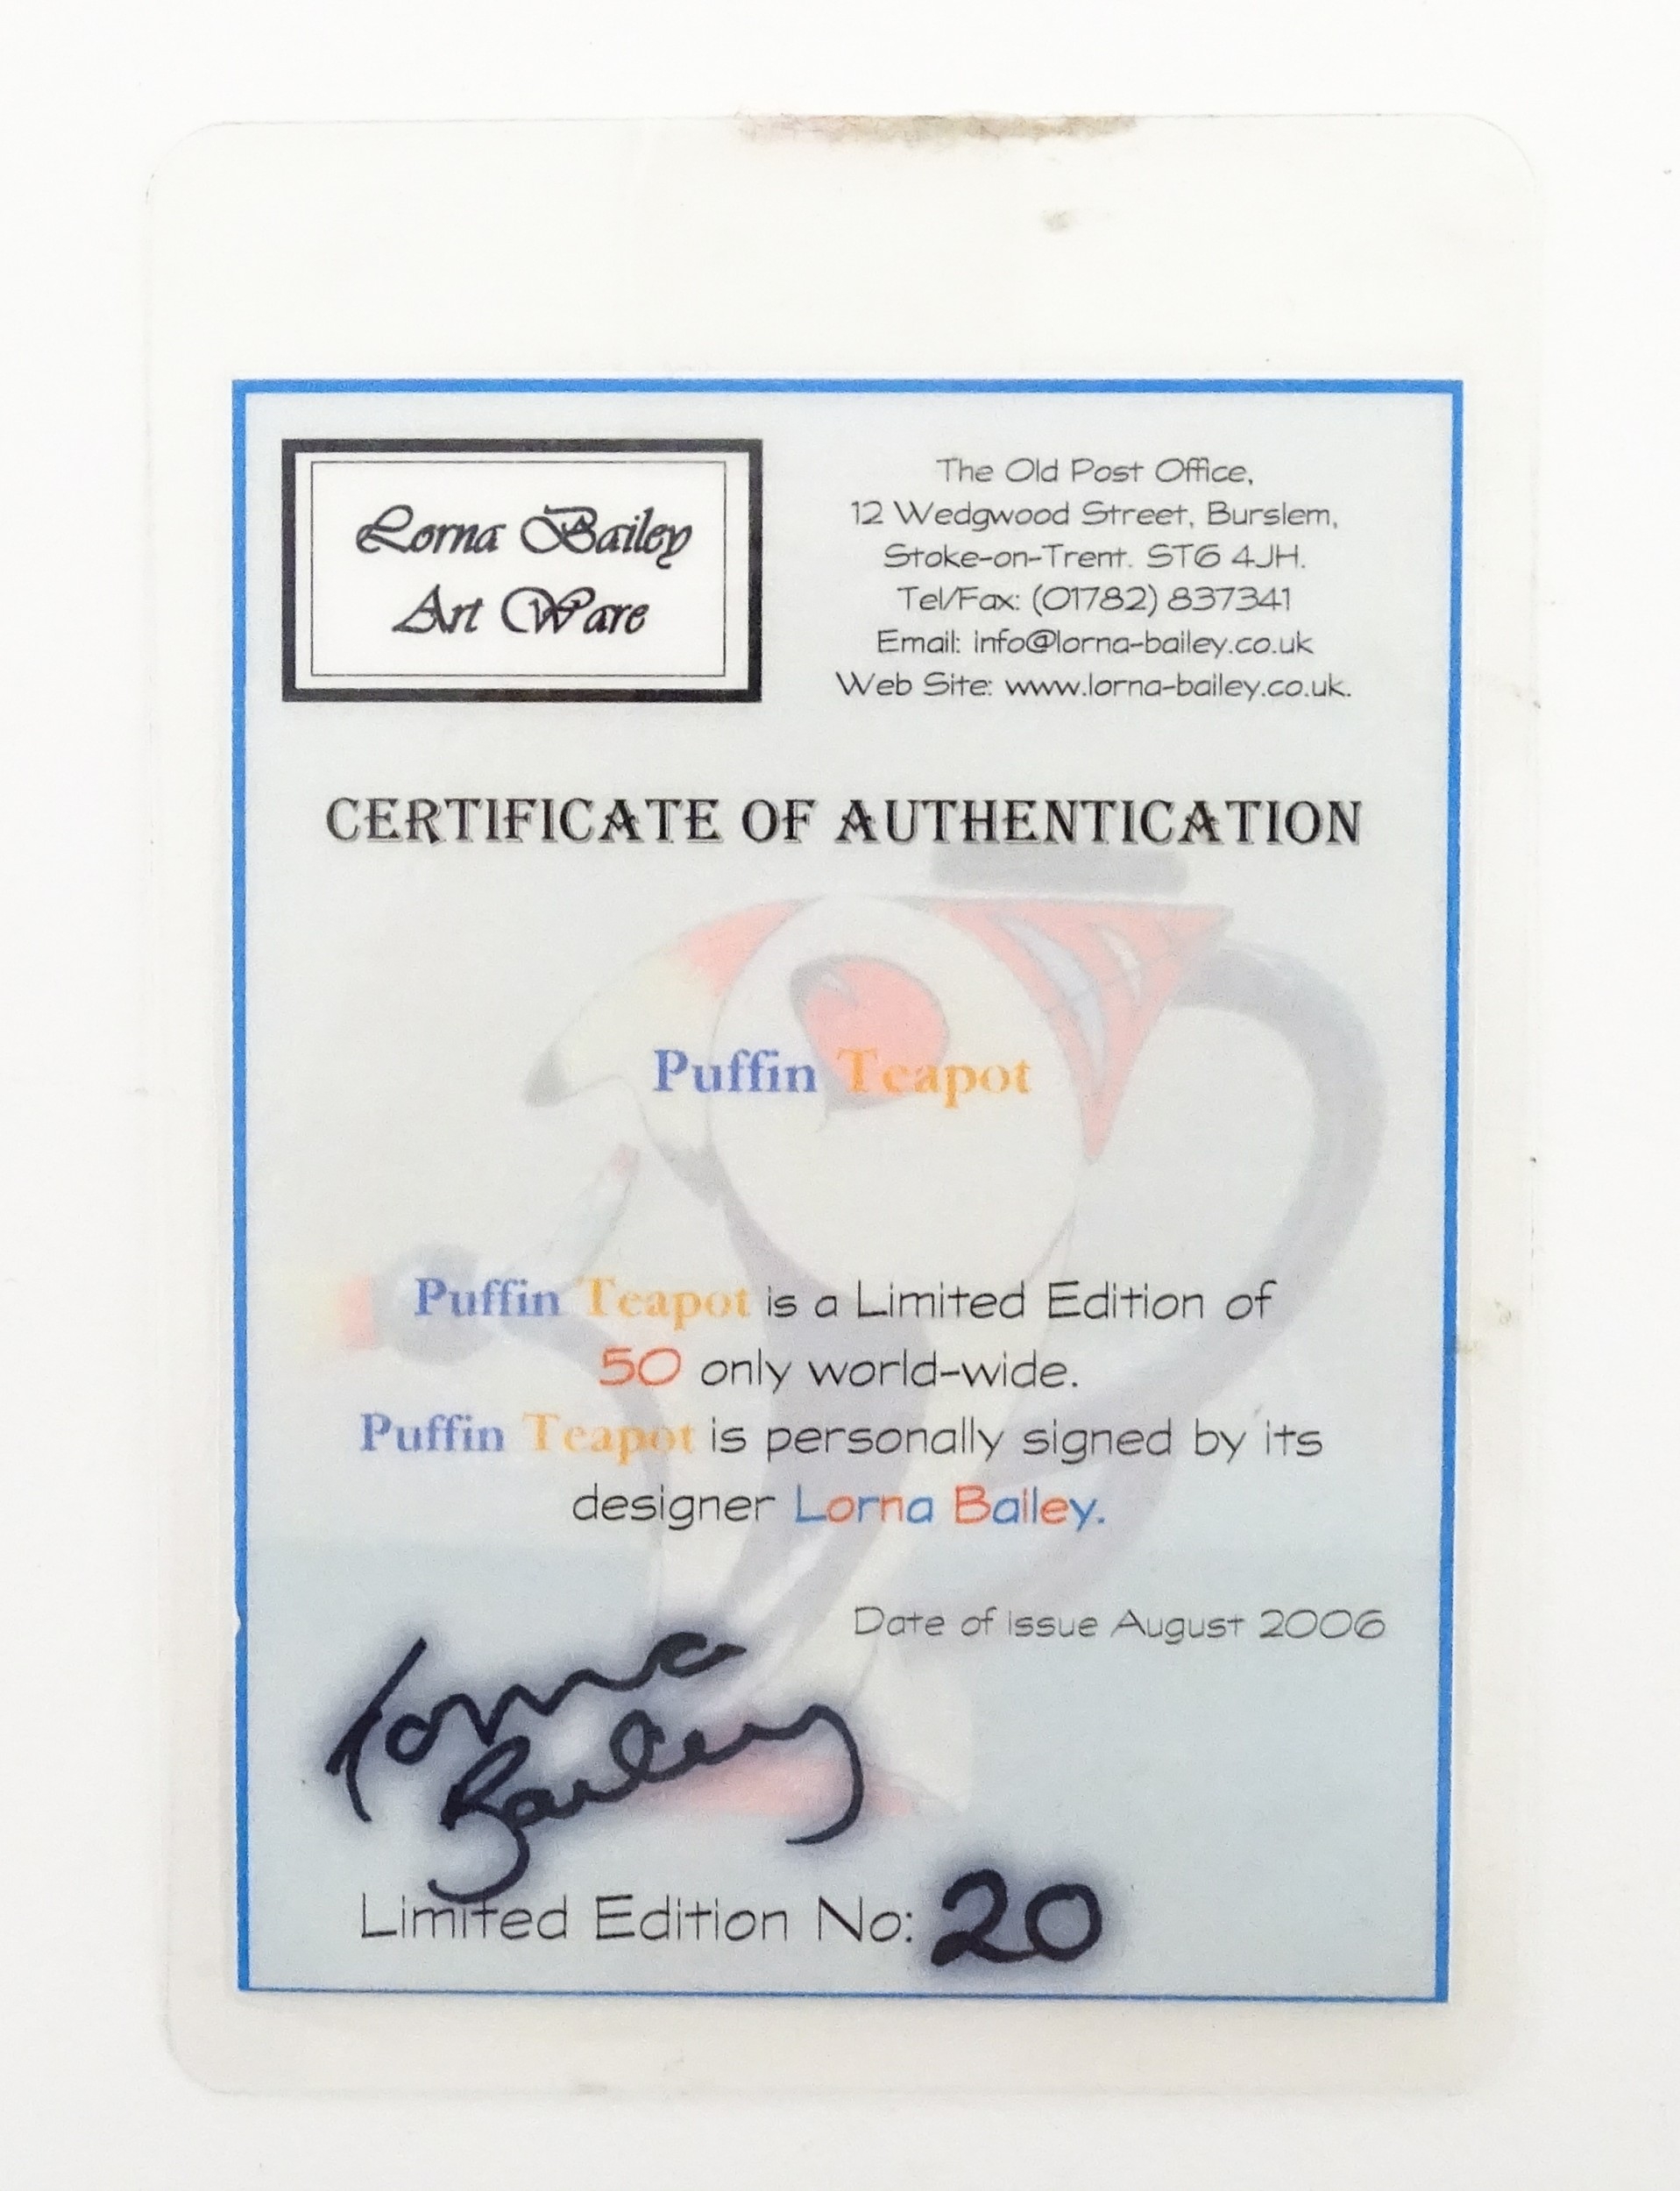 Lorna Bailey
Art Ware
The Old Post Office,
12 Wedgwood Street, Burslem,
Stoke-on-Trent. ST6 4JH.
Tel/Fax: (01782) 837341
Email: info@lorna-bailey.co.uk
Web Site: www.lorna-bailey.co.uk.
CERTIFICATE OF AUTHENTICATION
Puffin Teapot
Puffin Teapot is a Limited Edition of
50 only world-wide.
Puffin Teapot is personally signed by its
designer Lorna Bailey.
Date of issue August 2006
Lorna
Bailey
Limited Edition No: 20